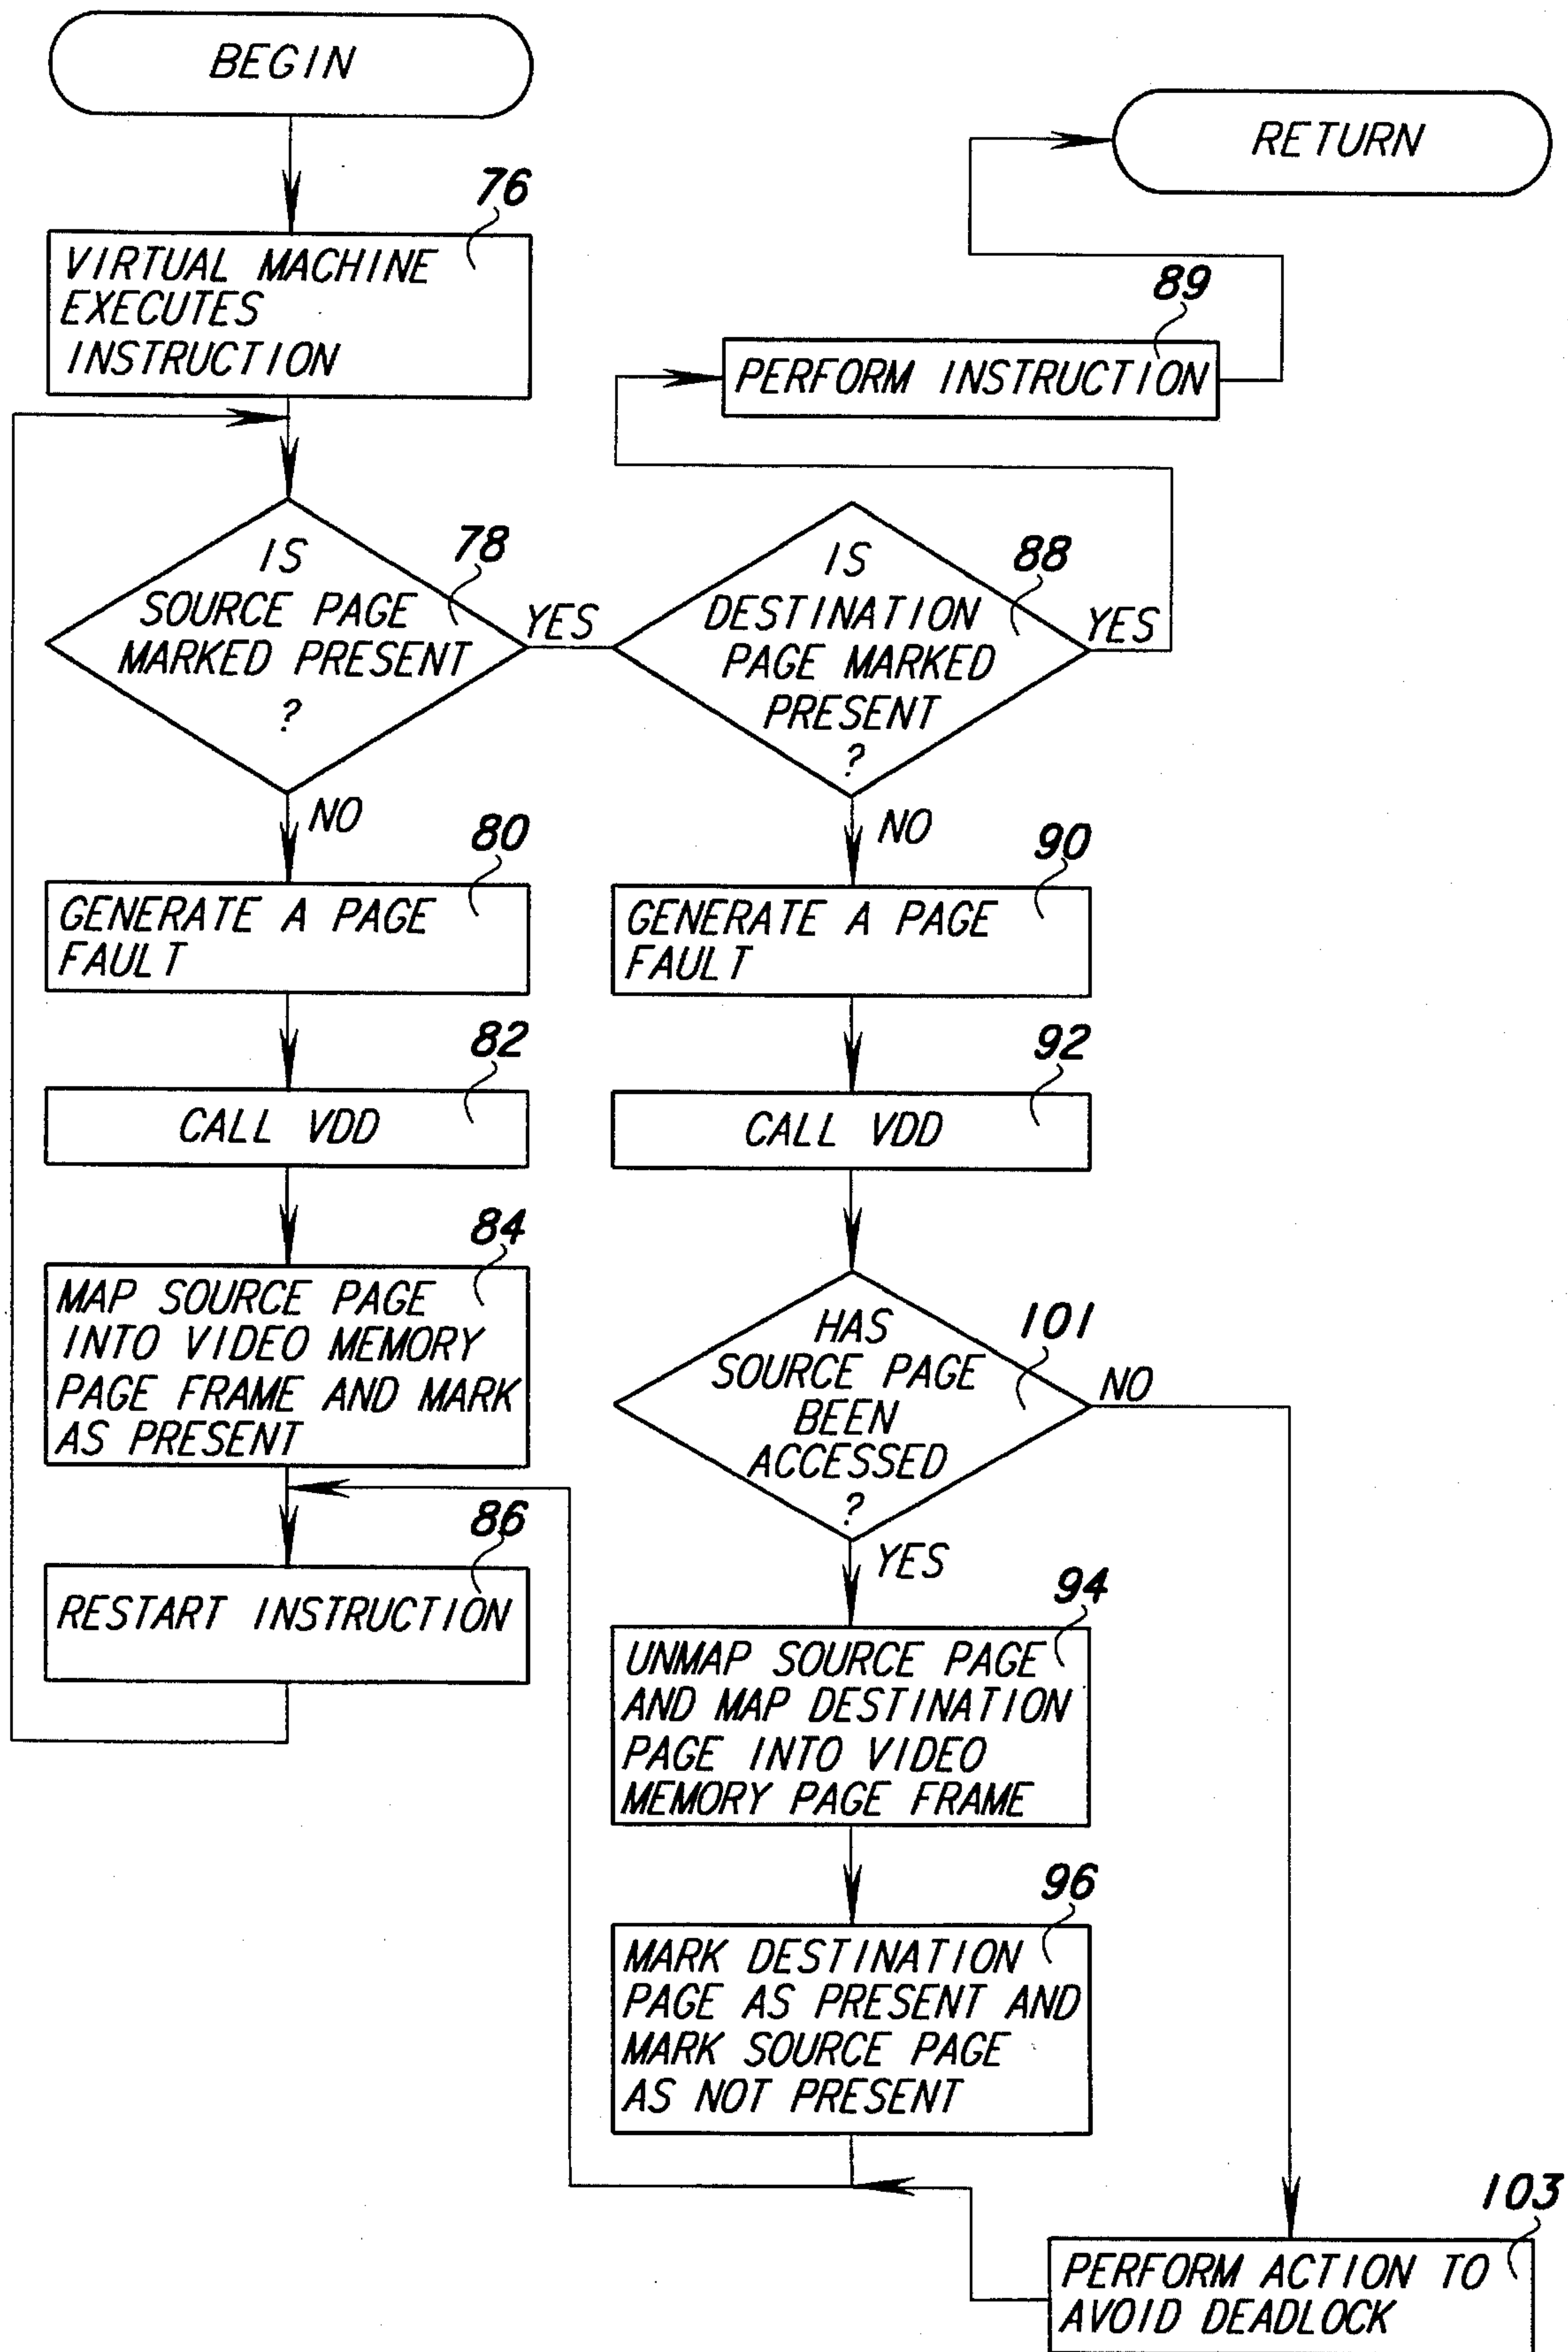 BEGIN
RETURN
76
VIRTUAL MACHINE
EXECUTES
INSTRUCTION
89
PERFORM INSTRUCTION
78
IS
SOURCE PAGE
MARKED PRESENT
?
YES
NO
88
IS
DESTINATION
PAGE MARKED
PRESENT
?
YES
NO
80
GENERATE A PAGE
FAULT
90
GENERATE A PAGE
FAULT
82
CALL VDD
92
CALL VDD
84
MAP SOURCE PAGE
INTO VIDEO MEMORY
PAGE FRAME AND MARK
AS PRESENT
101
HAS
SOURCE PAGE
BEEN
ACCESSED
?
NO
YES
86
RESTART INSTRUCTION
94
UNMAP SOURCE PAGE
AND MAP DESTINATION
PAGE INTO VIDEO
MEMORY PAGE FRAME
96
MARK DESTINATION
PAGE AS PRESENT AND
MARK SOURCE PAGE
AS NOT PRESENT
103
PERFORM ACTION TO
AVOID DEADLOCK